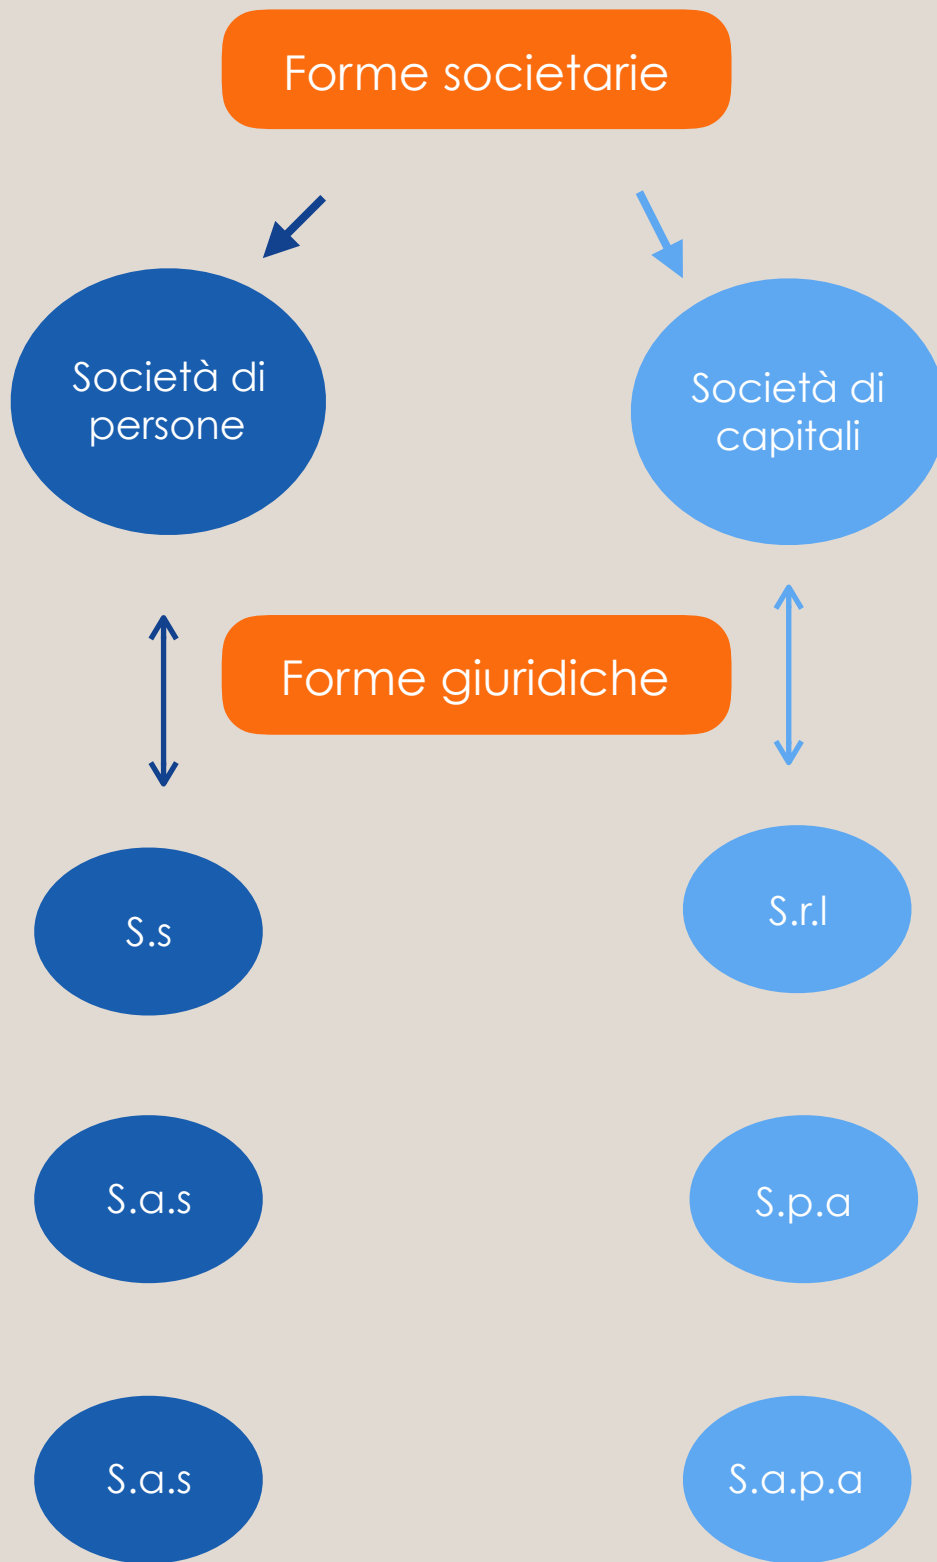 Forme societarie
Società di
persone
Società di
capitali
Forme giuridiche
S.s
S.r.l
S.a.s
S.p.a
S.a.s
S.a.p.a